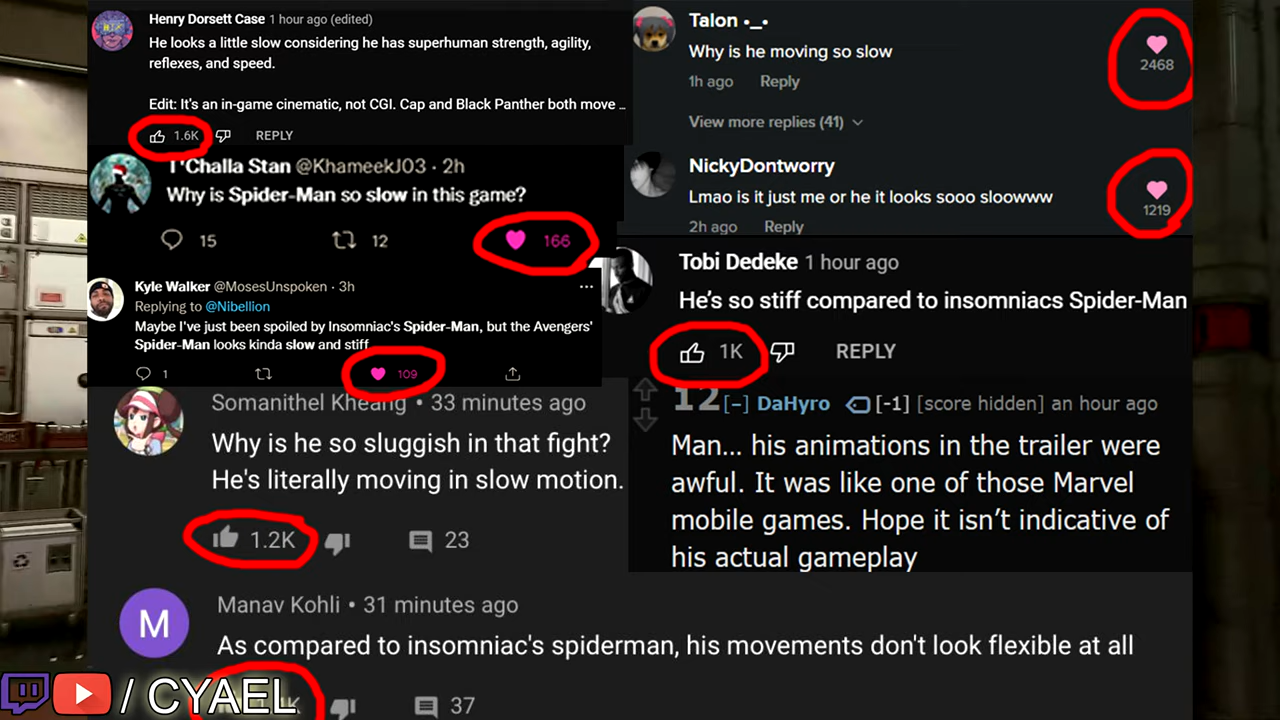 Henry Dorsett Case 1 hour ago (edited)
He looks a little slow considering he has superhuman strength, agility,
reflexes, and speed.
Edit: It's an in-game cinematic, not CGI. Cap and Black Panther both move ...
1.6K REPLY
T'Challa Stan @KhameekJ03 · 2h
Why is Spider-Man so slow in this game?
15 12 166
Kyle Walker @MosesUnspoken · 3h ...
Replying to @Nibellion
Maybe I've just been spoiled by Insomniac's Spider-Man, but the Avengers'
Spider-Man looks kinda slow and stiff
1 109
Somanithel Kheang • 33 minutes ago
Why is he so sluggish in that fight?
He's literally moving in slow motion.
1.2K 23
Talon •_•
Why is he moving so slow
2468
1h ago Reply
View more replies (41)
NickyDontworry
Lmao is it just me or he it looks sooo sloowww
1219
2h ago Reply
Tobi Dedeke 1 hour ago
He's so stiff compared to insomniacs Spider-Man
1K REPLY
12 [–] DaHyro [-1] [score hidden] an hour ago
Man... his animations in the trailer were
awful. It was like one of those Marvel
mobile games. Hope it isn't indicative of
his actual gameplay
M
Manav Kohli • 31 minutes ago
As compared to insomniac's spiderman, his movements don't look flexible at all
37
/ CYAEL